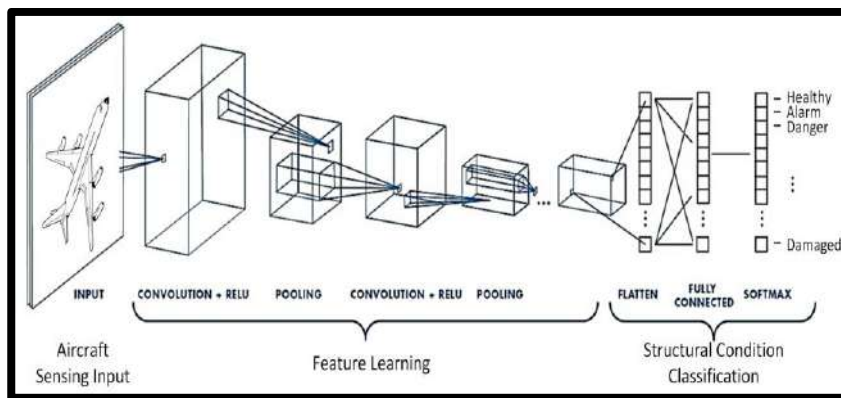 Healthy
Alarm
Danger
Damaged
INPUT
CONVOLUTION + RELU
POOLING
CONVOLUTION + RELU
POOLING
FLATTEN
FULLY
CONNECTED
SOFTMAX
Aircraft
Sensing Input
Feature Learning
Structural Condition
Classification